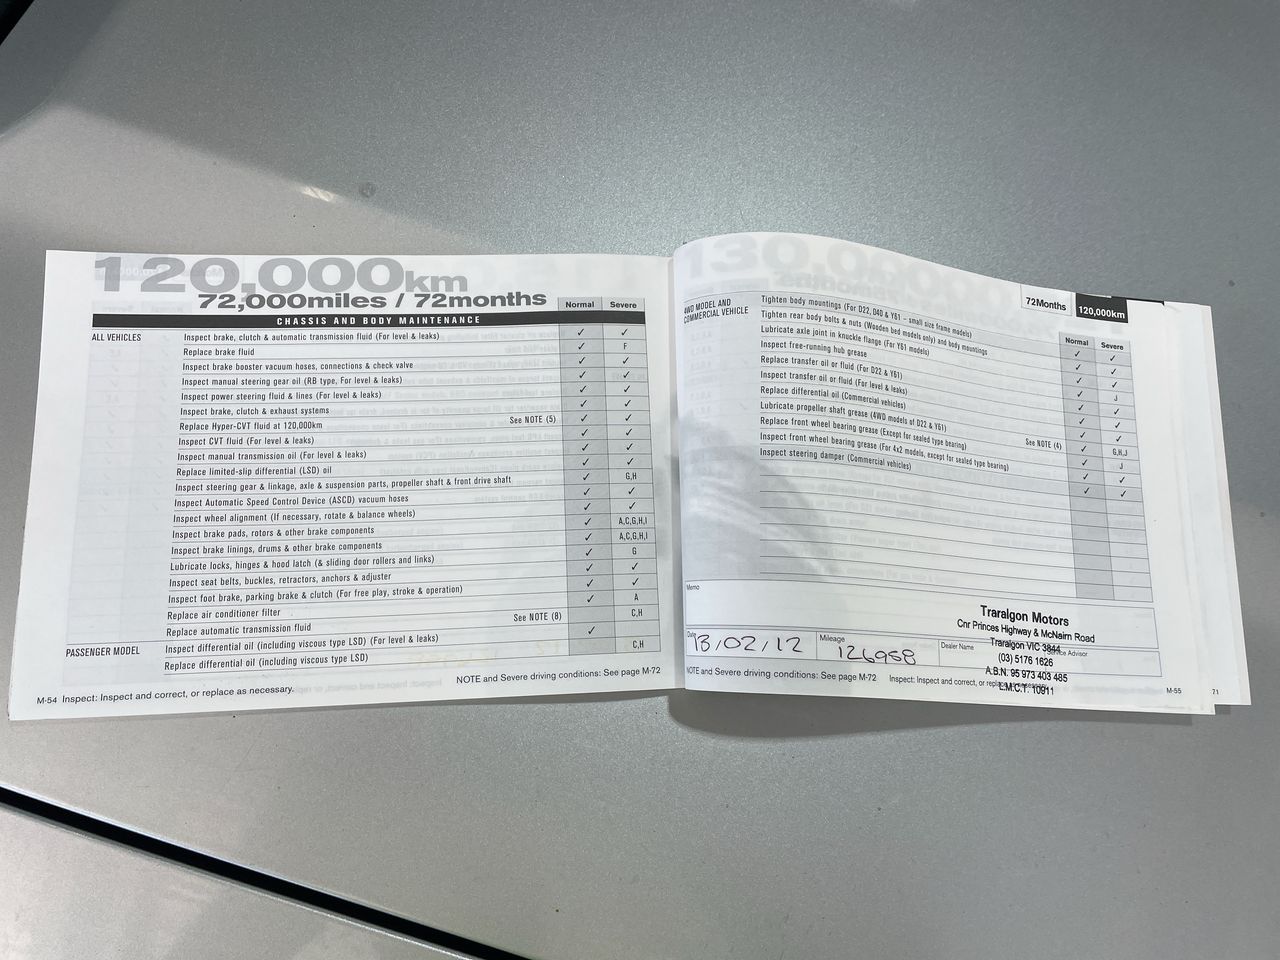 120,000km
72,000miles / 72months
Normal Severe
CHASSIS AND BODY MAINTENANCE
ALL VEHICLES
Inspect brake, clutch & automatic transmission fluid (For level & leaks) ✓ ✓
Replace brake fluid ✓ F
Inspect brake booster vacuum hoses, connections & check valve ✓ ✓
Inspect manual steering gear oil (RB type, For level & leaks) ✓ ✓
Inspect power steering fluid & lines (For level & leaks) ✓ ✓
Inspect brake, clutch & exhaust systems ✓ ✓
Replace Hyper-CVT fluid at 120,000km See NOTE (5) ✓ ✓
Inspect CVT fluid (For level & leaks) ✓ ✓
Inspect manual transmission oil (For level & leaks) ✓ ✓
Replace limited-slip differential (LSD) oil ✓ ✓
Inspect steering gear & linkage, axle & suspension parts, propeller shaft & front drive shaft ✓ G,H
Inspect Automatic Speed Control Device (ASCD) vacuum hoses ✓ ✓
Inspect wheel alignment (If necessary, rotate & balance wheels) ✓ ✓
Inspect brake pads, rotors & other brake components ✓ A,C,G,H,I
Inspect brake linings, drums & other brake components ✓ A,C,G,H,I
Lubricate locks, hinges & hood latch (& sliding door rollers and links) ✓ G
Inspect seat belts, buckles, retractors, anchors & adjuster ✓ ✓
Inspect foot brake, parking brake & clutch (For free play, stroke & operation) ✓ ✓
Replace air conditioner filter ✓ A
Replace automatic transmission fluid See NOTE (8) C,H
PASSENGER MODEL
Inspect differential oil (including viscous type LSD) (For level & leaks) ✓
Replace differential oil (including viscous type LSD) C,H
M-54 Inspect: Inspect and correct, or replace as necessary.
NOTE and Severe driving conditions: See page M-72
72Months 120,000km
Normal Severe
4WD MODEL AND
COMMERCIAL VEHICLE
Tighten body mountings (For D22, D40 & Y61 – small size frame models) ✓ ✓
Tighten rear body bolts & nuts (Wooden bed models only) and body mountings ✓ ✓
Lubricate axle joint in knuckle flange (For Y61 models) ✓ ✓
Inspect free-running hub grease ✓ J
Replace transfer oil or fluid (For D22 & Y61) ✓ ✓
Inspect transfer oil or fluid (For level & leaks) ✓ ✓
Replace differential oil (Commercial vehicles) ✓ ✓
Lubricate propeller shaft grease (4WD models of D22 & Y61) See NOTE (4) ✓ G,H,J
Replace front wheel bearing grease (Except for sealed type bearing) ✓ J
Inspect front wheel bearing grease (For 4x2 models, except for sealed type bearing) ✓ ✓
Inspect steering damper (Commercial vehicles) ✓ ✓
Memo
Traralgon Motors
Cnr Princes Highway & McNairn Road
Traralgon VIC 3844
(03) 5176 1626
A.B.N. 95 973 403 485
L.M.C.T. 10911
Date 13/02/12
Mileage 126958
Dealer Name
Service Advisor
NOTE and Severe driving conditions: See page M-72 Inspect: Inspect and correct, or replace as necessary.
M-55
71
130,000